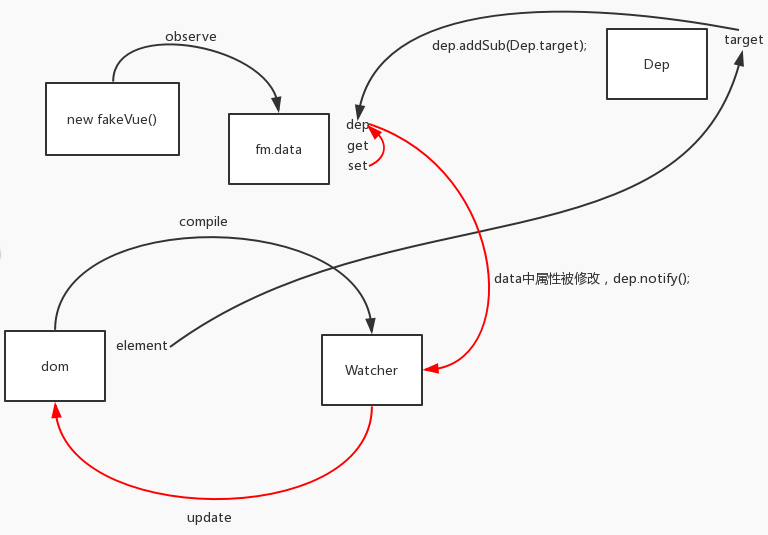 observe
target
dep.addSub(Dep.target);
Dep
new fakeVue()
fm.data
dep
get
set
compile
data中属性被修改，dep.notify();
element
dom
Watcher
update